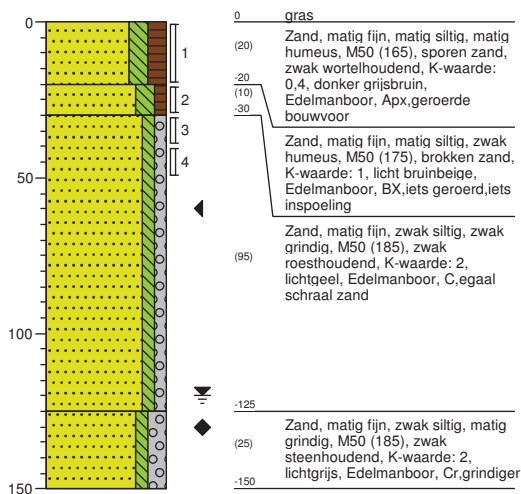 0
50
100
150
1
2
3
4
0 gras
(20)
Zand, matig fijn, matig siltig, matig
humeus, M50 (165), sporen zand,
zwak wortelhoudend, K-waarde:
0,4, donker grijsbruin,
Edelmanboor, Apx,geroerde
bouwvoor
-20
(10)
-30
Zand, matig fijn, matig siltig, zwak
humeus, M50 (175), brokken zand,
K-waarde: 1, licht bruinbeige,
Edelmanboor, BX,iets geroerd,iets
inspoeling
(95)
Zand, matig fijn, zwak siltig, zwak
grindig, M50 (185), zwak
roesthoudend, K-waarde: 2,
lichtgeel, Edelmanboor, C,egaal
schraal zand
-125
(25)
Zand, matig fijn, zwak siltig, matig
grindig, M50 (185), zwak
steenhoudend, K-waarde: 2,
lichtgrijs, Edelmanboor, Cr,grindiger
-150